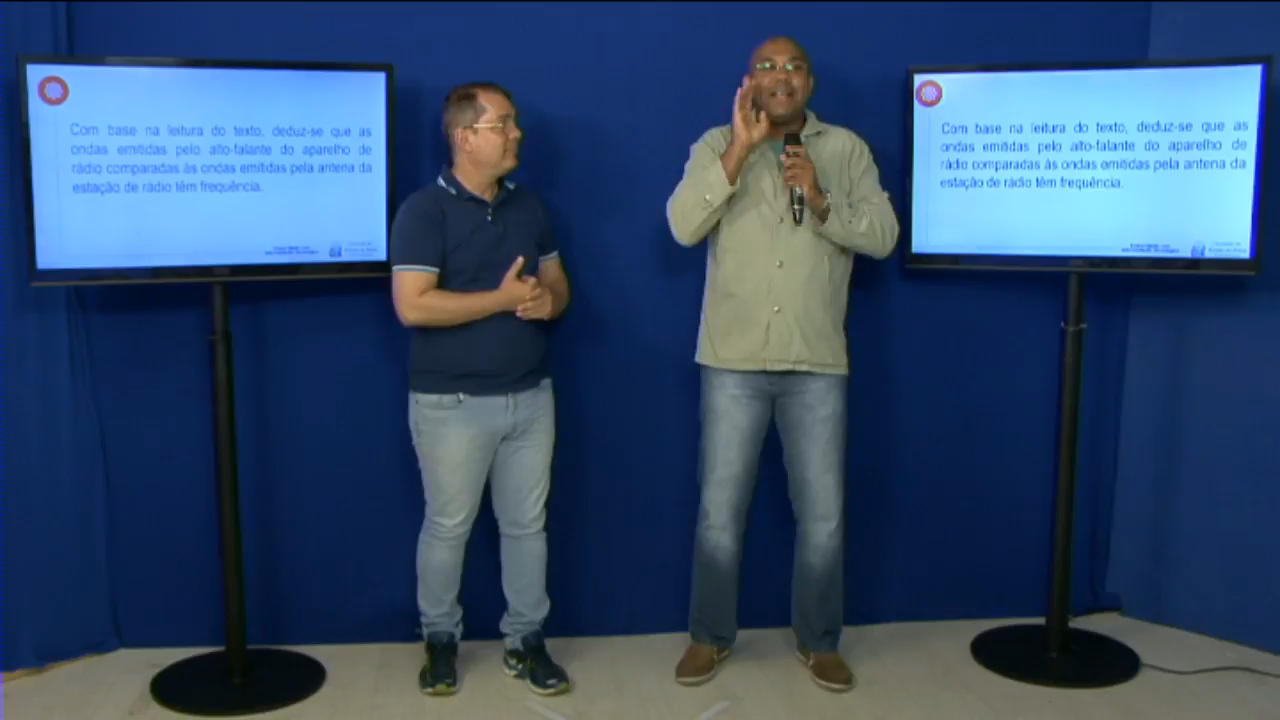 Com base na leitura do texto, deduz-se que as
ondas emitidas pelo alto-falante do aparelho de
rádio comparadas às ondas emitidas pela antena da
estação de rádio têm frequência.
Com base na leitura do texto, deduz-se que as
ondas emitidas pelo alto-falante do aparelho de
rádio comparadas às ondas emitidas pela antena da
estação de rádio têm frequência.